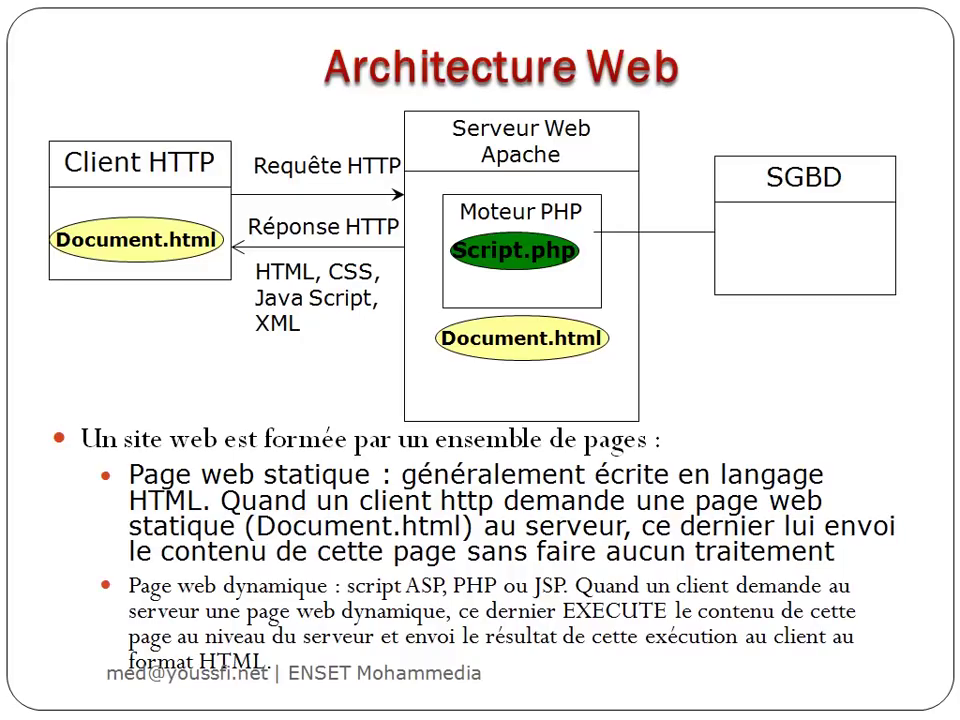 Architecture Web
Client HTTP
Document.html
Requête HTTP
Réponse HTTP
HTML, CSS,
Java Script,
XML
Serveur Web
Apache
Moteur PHP
Script.php
Document.html
SGBD
Un site web est formée par un ensemble de pages :
Page web statique : généralement écrite en langage
HTML. Quand un client http demande une page web
statique (Document.html) au serveur, ce dernier lui envoi
le contenu de cette page sans faire aucun traitement
Page web dynamique : script ASP, PHP ou JSP. Quand un client demande au
serveur une page web dynamique, ce dernier EXECUTE le contenu de cette
page au niveau du serveur et envoi le résultat de cette exécution au client au
format HTML.
med@youssfi.net | ENSET Mohammedia